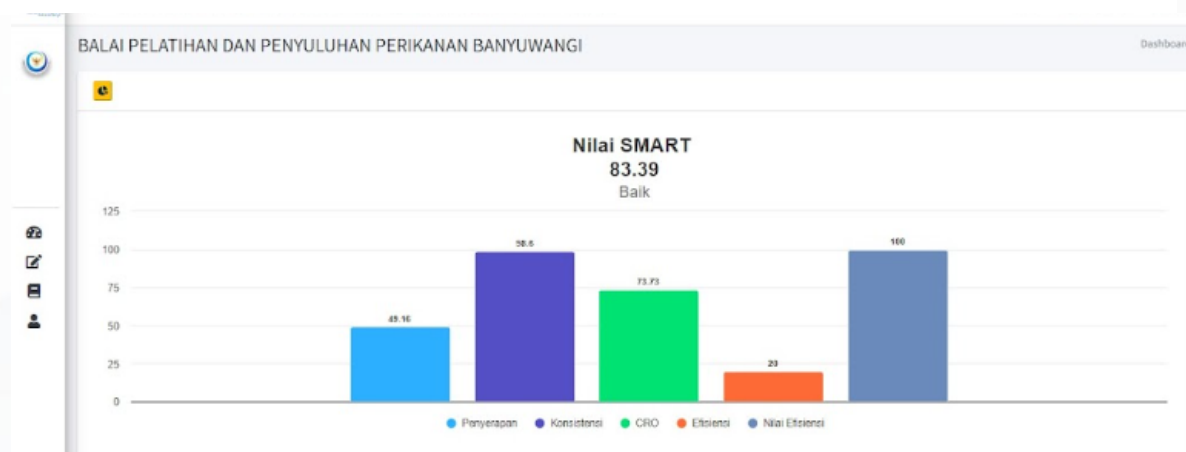 BALAI PELATIHAN DAN PENYULUHAN PERIKANAN BANYUWANGI
Dashboar
Nilai SMART
83.39
Baik
125
100
75
50
25
0
49.16
98.6
73.73
20
100
Penyerapan Konsistensi CRO Efisiensi Nilai Efisiensi